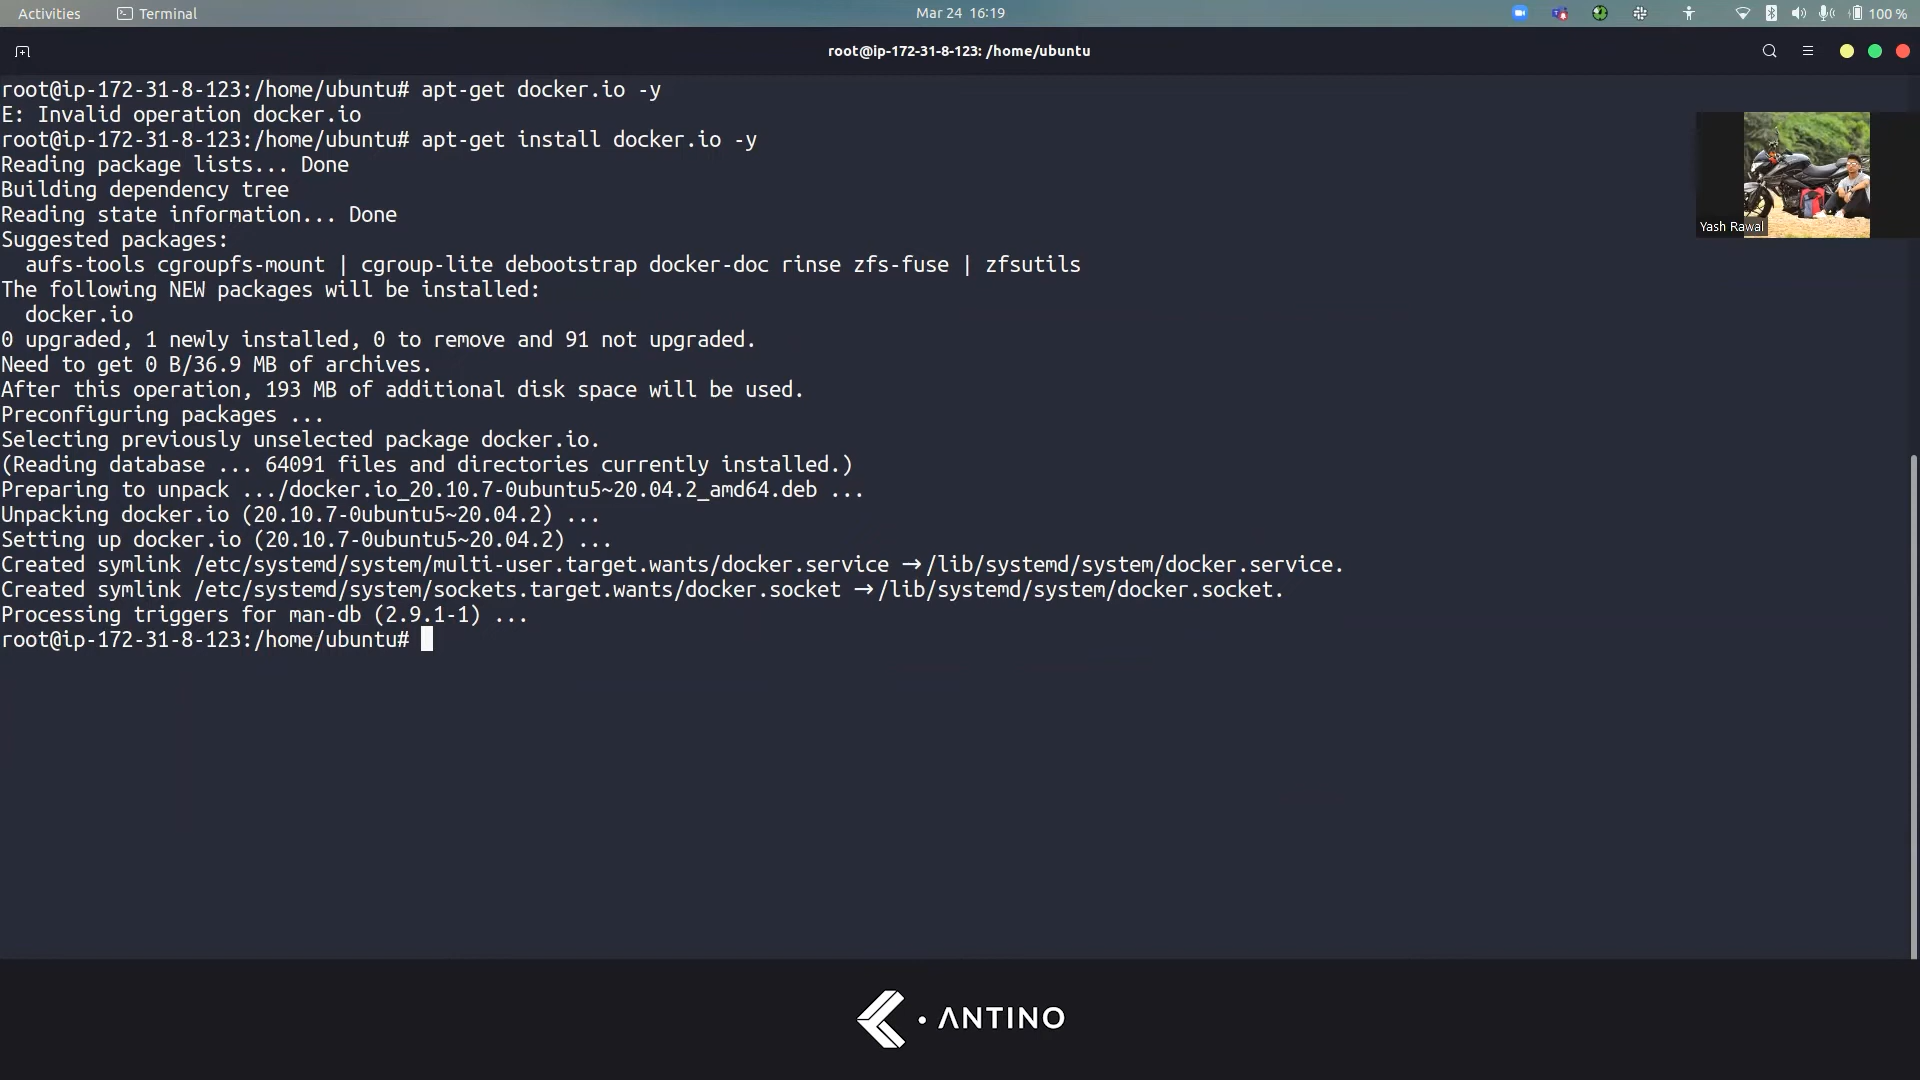 Activities
Terminal
Mar 24 16:19
100 %
root@ip-172-31-8-123: /home/ubuntu
root@ip-172-31-8-123:/home/ubuntu# apt-get docker.io -y
E: Invalid operation docker.io
root@ip-172-31-8-123:/home/ubuntu# apt-get install docker.io -y
Reading package lists... Done
Building dependency tree
Reading state information... Done
Suggested packages:
  aufs-tools cgroupfs-mount | cgroup-lite debootstrap docker-doc rinse zfs-fuse | zfsutils
The following NEW packages will be installed:
  docker.io
0 upgraded, 1 newly installed, 0 to remove and 91 not upgraded.
Need to get 0 B/36.9 MB of archives.
After this operation, 193 MB of additional disk space will be used.
Preconfiguring packages ...
Selecting previously unselected package docker.io.
(Reading database ... 64091 files and directories currently installed.)
Preparing to unpack .../docker.io_20.10.7-0ubuntu5~20.04.2_amd64.deb ...
Unpacking docker.io (20.10.7-0ubuntu5~20.04.2) ...
Setting up docker.io (20.10.7-0ubuntu5~20.04.2) ...
Created symlink /etc/systemd/system/multi-user.target.wants/docker.service → /lib/systemd/system/docker.service.
Created symlink /etc/systemd/system/sockets.target.wants/docker.socket → /lib/systemd/system/docker.socket.
Processing triggers for man-db (2.9.1-1) ...
root@ip-172-31-8-123:/home/ubuntu#
Yash Rawal
ANTINO